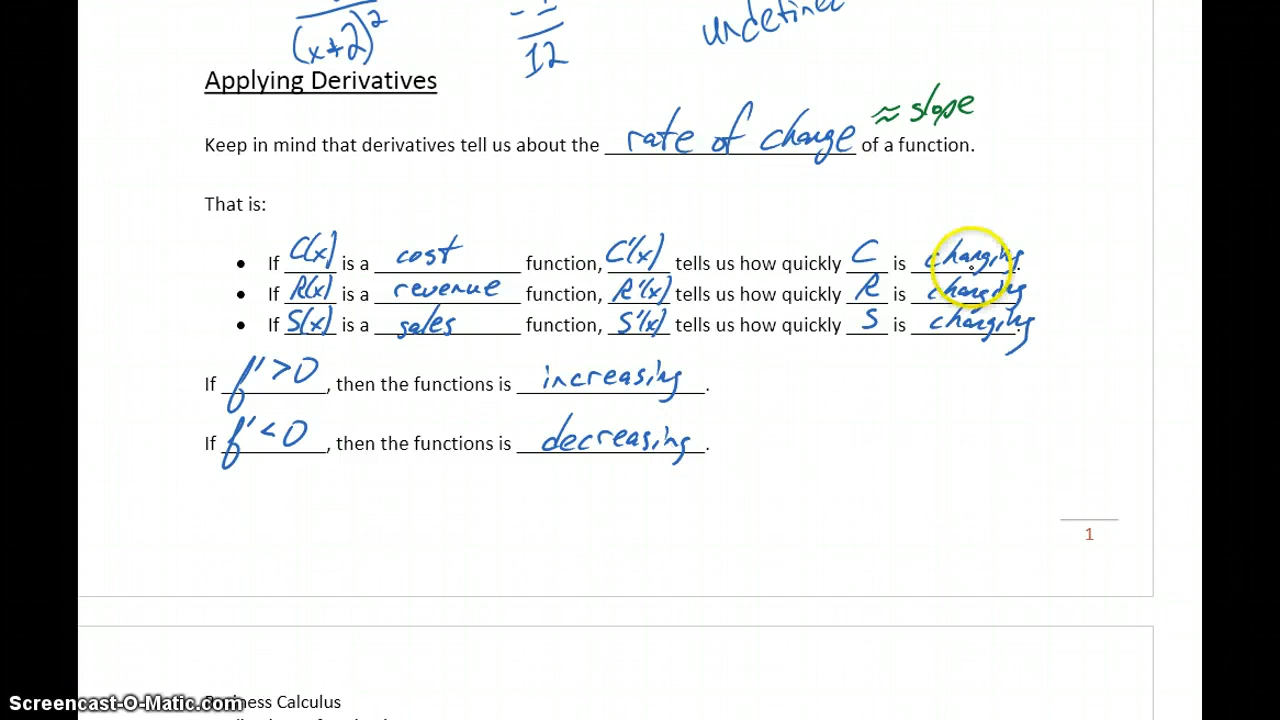 (x+2)² 12 undefined
Applying Derivatives
≈ slope
Keep in mind that derivatives tell us about the rate of change of a function.
That is:
• If C(x) is a cost function, C'(x) tells us how quickly C is changing.
• If R(x) is a revenue function, R'(x) tells us how quickly R is changing.
• If S(x) is a sales function, S'(x) tells us how quickly S is changing.
If f' > 0, then the functions is increasing.
If f' < 0, then the functions is decreasing.
1
Calculus
Screencast-O-Matic.com